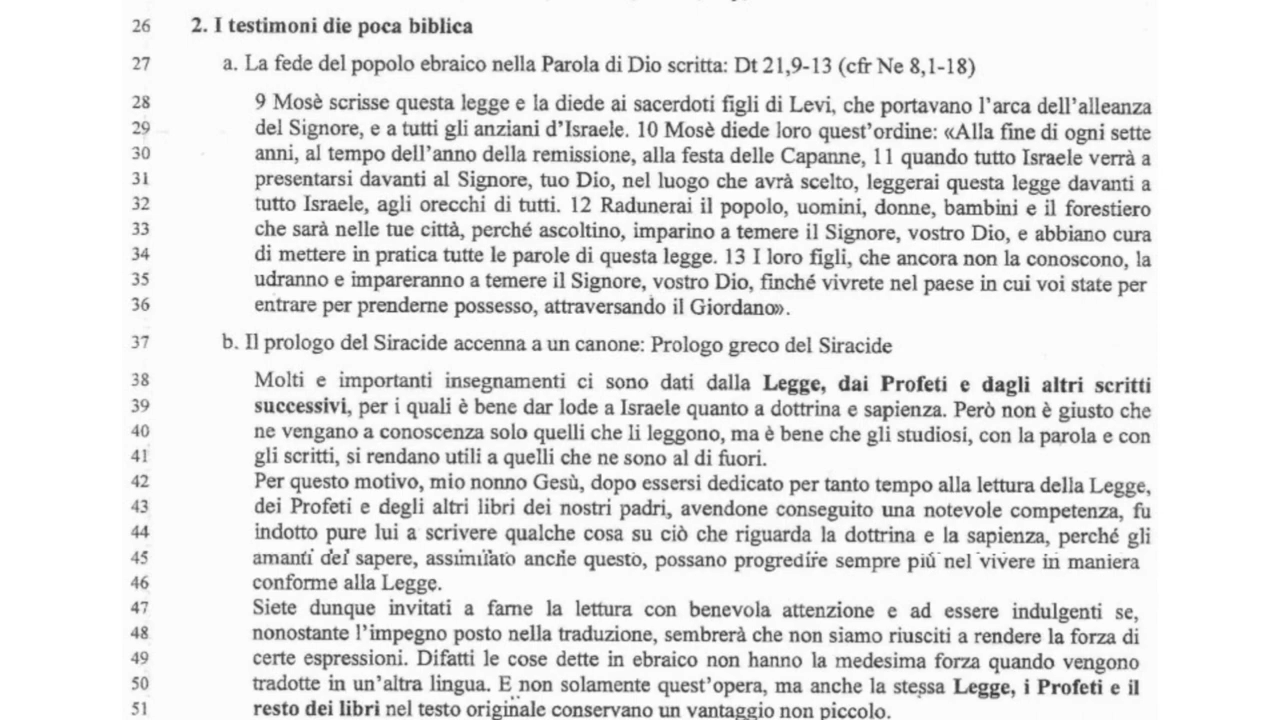 26 2. I testimoni die poca biblica
27 a. La fede del popolo ebraico nella Parola di Dio scritta: Dt 21,9-13 (cfr Ne 8,1-18)
28 9 Mosè scrisse questa legge e la diede ai sacerdoti figli di Levi, che portavano l'arca dell'alleanza
29 del Signore, e a tutti gli anziani d'Israele. 10 Mosè diede loro quest'ordine: «Alla fine di ogni sette
30 anni, al tempo dell'anno della remissione, alla festa delle Capanne, 11 quando tutto Israele verrà a
31 presentarsi davanti al Signore, tuo Dio, nel luogo che avrà scelto, leggerai questa legge davanti a
32 tutto Israele, agli orecchi di tutti. 12 Radunerai il popolo, uomini, donne, bambini e il forestiero
33 che sarà nelle tue città, perché ascoltino, imparino a temere il Signore, vostro Dio, e abbiano cura
34 di mettere in pratica tutte le parole di questa legge. 13 I loro figli, che ancora non la conoscono, la
35 udranno e impareranno a temere il Signore, vostro Dio, finché vivrete nel paese in cui voi state per
36 entrare per prenderne possesso, attraversando il Giordano».
37 b. Il prologo del Siracide accenna a un canone: Prologo greco del Siracide
38 Molti e importanti insegnamenti ci sono dati dalla Legge, dai Profeti e dagli altri scritti
39 successivi, per i quali è bene dar lode a Israele quanto a dottrina e sapienza. Però non è giusto che
40 ne vengano a conoscenza solo quelli che li leggono, ma è bene che gli studiosi, con la parola e con
41 gli scritti, si rendano utili a quelli che ne sono al di fuori.
42 Per questo motivo, mio nonno Gesù, dopo essersi dedicato per tanto tempo alla lettura della Legge,
43 dei Profeti e degli altri libri dei nostri padri, avendone conseguito una notevole competenza, fu
44 indotto pure lui a scrivere qualche cosa su ciò che riguarda la dottrina e la sapienza, perché gli
45 amanti del sapere, assimilato anche questo, possano progredire sempre più nel vivere in maniera
46 conforme alla Legge.
47 Siete dunque invitati a farne la lettura con benevola attenzione e ad essere indulgenti se,
48 nonostante l'impegno posto nella traduzione, sembrerà che non siamo riusciti a rendere la forza di
49 certe espressioni. Difatti le cose dette in ebraico non hanno la medesima forza quando vengono
50 tradotte in un'altra lingua. E non solamente quest'opera, ma anche la stessa Legge, i Profeti e il
51 resto dei libri nel testo originale conservano un vantaggio non piccolo.